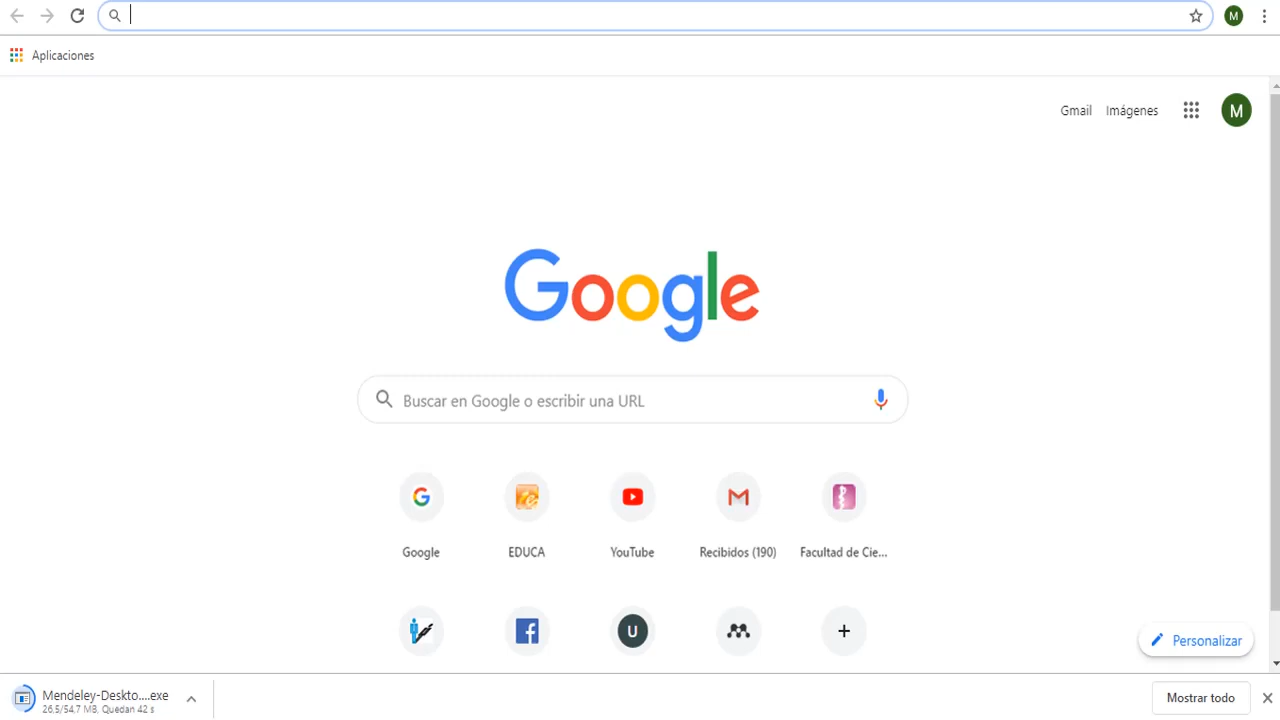 M
Aplicaciones
Gmail Imágenes M
Google
Buscar en Google o escribir una URL
Google EDUCA YouTube Recibidos (190) Facultad de Cie...
U
Personalizar
Mendeley-Deskto....exe
26,5/54,7 MB, Quedan 42 s
Mostrar todo